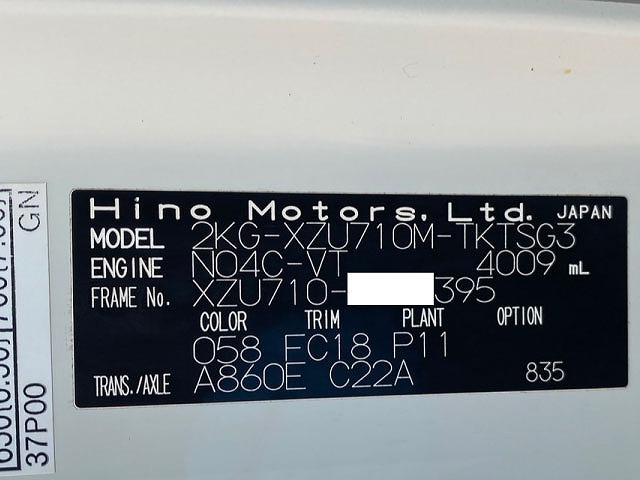 Hino Motors, Ltd. JAPAN
MODEL 2KG-XZU710M-TKTSG3
ENGINE N04C-VT 4009 mL
FRAME No. XZU710- 395
COLOR TRIM PLANT OPTION
058 EC18 P11
TRANS./AXLE A860E C22A 835
GN
37P00